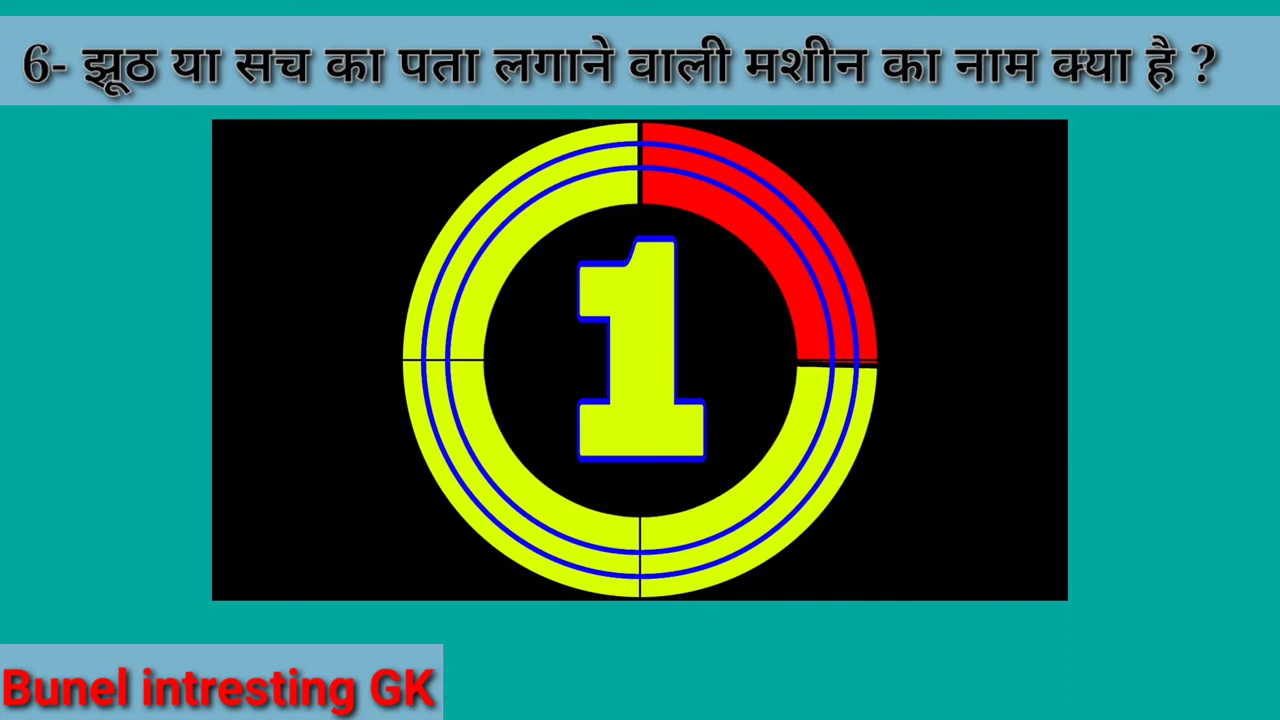 6- झूठ या सच का पता लगाने वाली मशीन का नाम क्या है ?
1
Bunel intresting GK